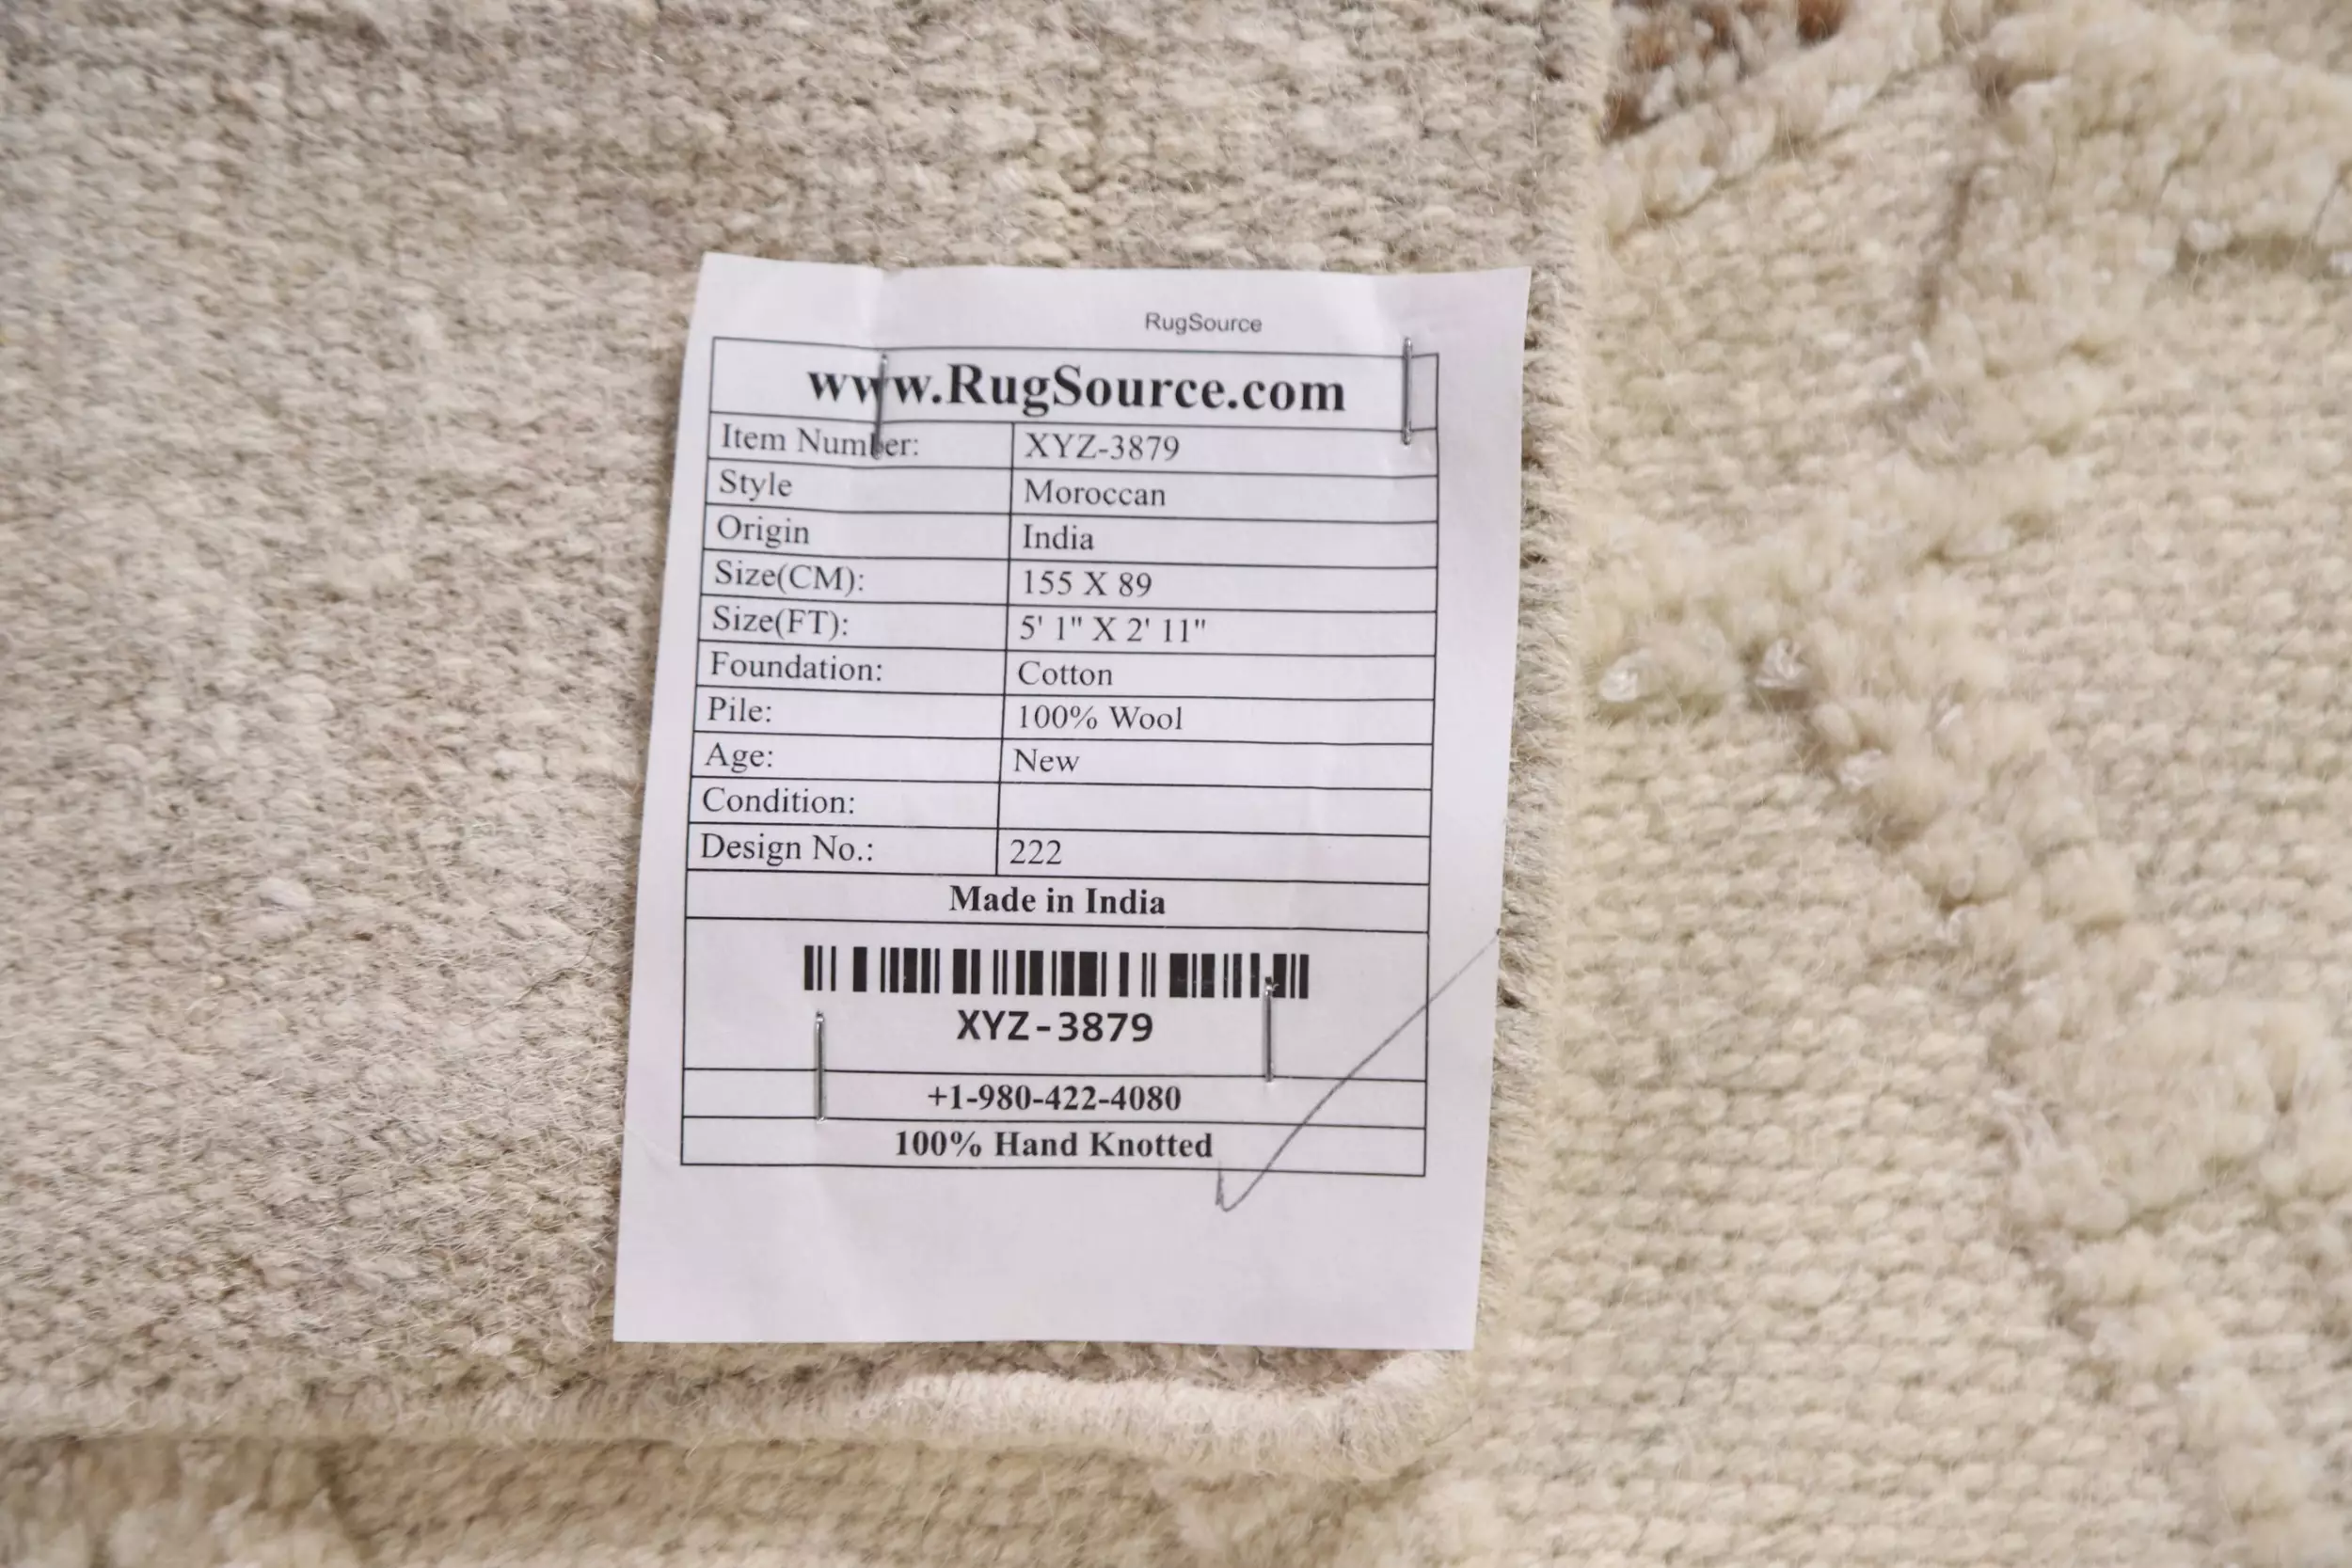 RugSource
www.RugSource.com
Item Number: XYZ-3879
Style Moroccan
Origin India
Size(CM): 155 X 89
Size(FT): 5' 1" X 2' 11"
Foundation: Cotton
Pile: 100% Wool
Age: New
Condition:
Design No.: 222
Made in India
XYZ-3879
+1-980-422-4080
100% Hand Knotted